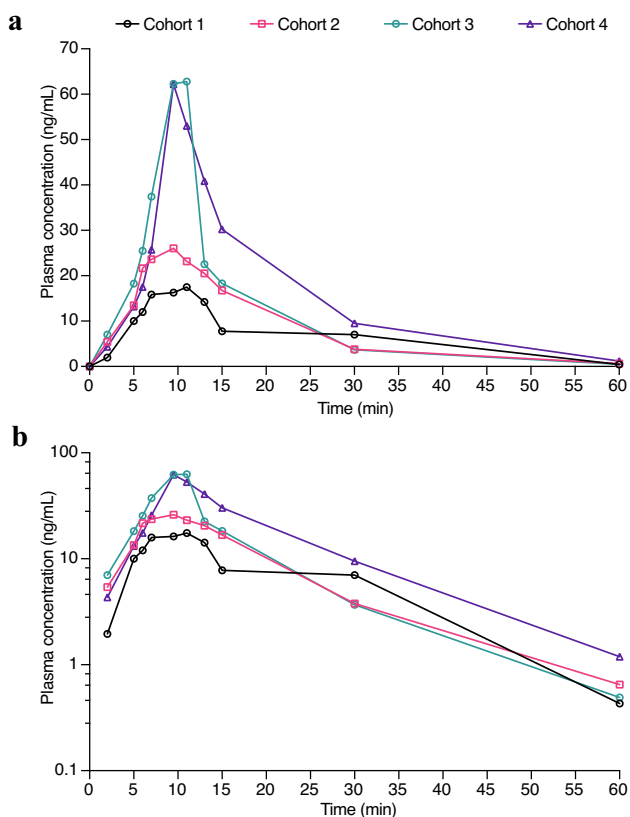 a
Cohort 1 Cohort 2 Cohort 3 Cohort 4
Plasma concentration (ng/mL)
70
60
50
40
30
20
10
0
0 5 10 15 20 25 30 35 40 45 50 55 60
Time (min)
b
Plasma concentration (ng/mL)
100
10
1
0.1
0 5 10 15 20 25 30 35 40 45 50 55 60
Time (min)